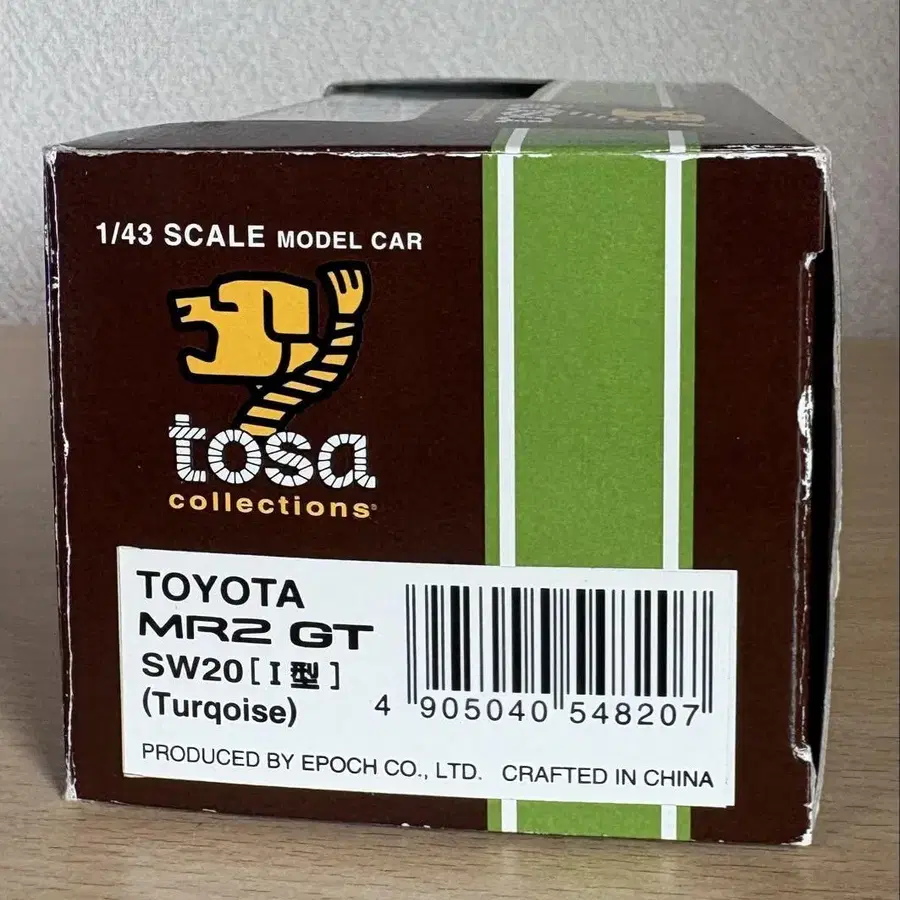 1/43 SCALE MODEL CAR
tosa
collections
TOYOTA
MR2 GT
SW20 [ I 型 ]
(Turqoise)
4 905040 548207
PRODUCED BY EPOCH CO., LTD. CRAFTED IN CHINA